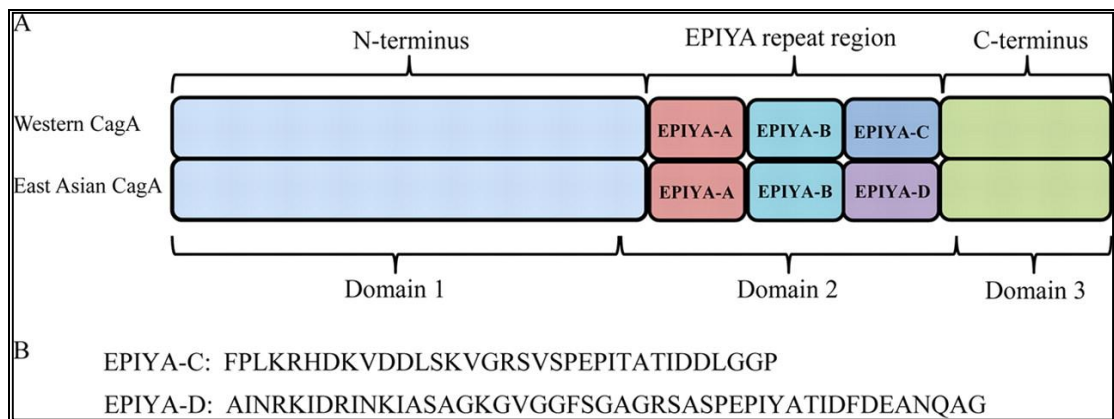 A
N-terminus EPIYA repeat region C-terminus
Western CagA EPIYA-A EPIYA-B EPIYA-C
East Asian CagA EPIYA-A EPIYA-B EPIYA-D
Domain 1 Domain 2 Domain 3
B
EPIYA-C: FPLKRHDKVDDLSKVGRSVSPEPITATIDDLGGP
EPIYA-D: AINRKIDRINKIASAGKGVGGFSGAGRSASPEPIYATIDFDEANQAG